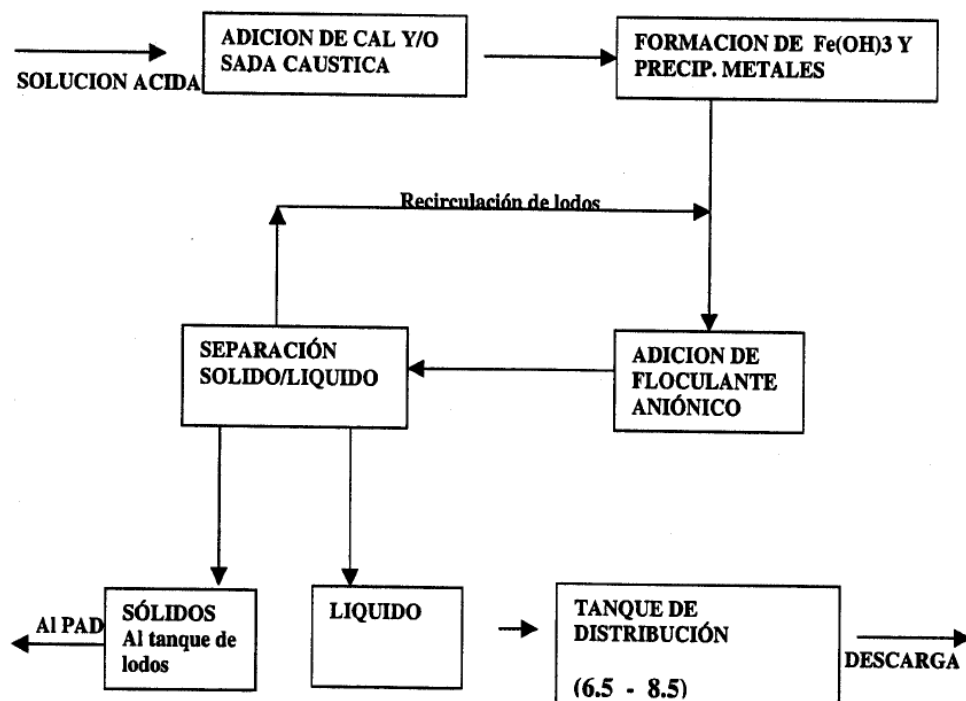 ADICION DE CAL Y/O
SADA CAUSTICA
SOLUCION ACIDA
FORMACION DE Fe(OH)3 Y
PRECIP. METALES
Recirculación de lodos
SEPARACIÓN
SOLIDO/LIQUIDO
ADICION DE
FLOCULANTE
ANIÓNICO
Al PAD
SÓLIDOS
Al tanque de
lodos
LIQUIDO
TANQUE DE
DISTRIBUCIÓN
(6.5 - 8.5)
DESCARGA